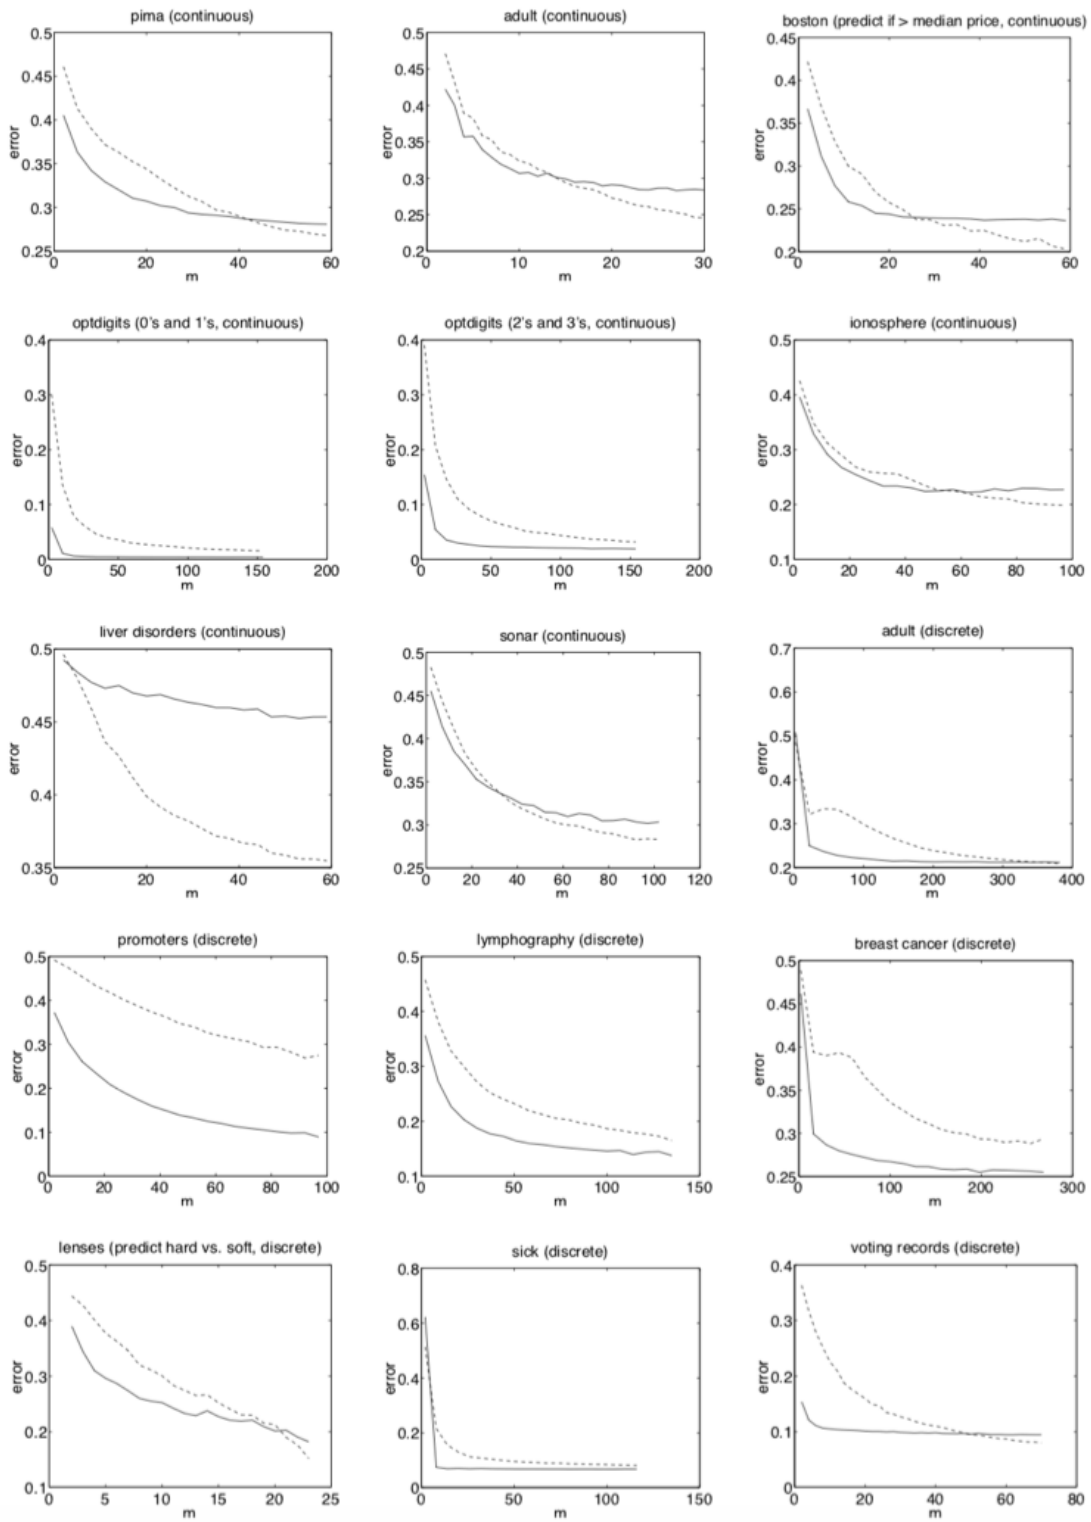 pima (continuous)
0.5
0.45
0.4
0.35
0.3
0.25
error
0 20 40 60
m
adult (continuous)
0.5
0.45
0.4
0.35
0.3
0.25
0.2
error
0 10 20 30
m
boston (predict if > median price, continuous)
0.45
0.4
0.35
0.3
0.25
0.2
error
0 20 40 60
m
optdigits (0's and 1's, continuous)
0.4
0.3
0.2
0.1
0
error
0 50 100 150 200
m
optdigits (2's and 3's, continuous)
0.4
0.3
0.2
0.1
0
error
0 50 100 150 200
m
ionosphere (continuous)
0.5
0.4
0.3
0.2
0.1
error
0 20 40 60 80 100
m
liver disorders (continuous)
0.5
0.45
0.4
0.35
error
0 20 40 60
m
sonar (continuous)
0.5
0.45
0.4
0.35
0.3
0.25
error
0 20 40 60 80 100 120
m
adult (discrete)
0.7
0.6
0.5
0.4
0.3
0.2
error
0 100 200 300 400
m
promoters (discrete)
0.5
0.4
0.3
0.2
0.1
0
error
0 20 40 60 80 100
m
lymphography (discrete)
0.5
0.4
0.3
0.2
0.1
error
0 50 100 150
m
breast cancer (discrete)
0.5
0.45
0.4
0.35
0.3
0.25
error
0 100 200 300
m
lenses (predict hard vs. soft, discrete)
0.5
0.4
0.3
0.2
0.1
error
0 5 10 15 20 25
m
sick (discrete)
0.8
0.6
0.4
0.2
0
error
0 50 100 150
m
voting records (discrete)
0.4
0.3
0.2
0.1
0
error
0 20 40 60 80
m